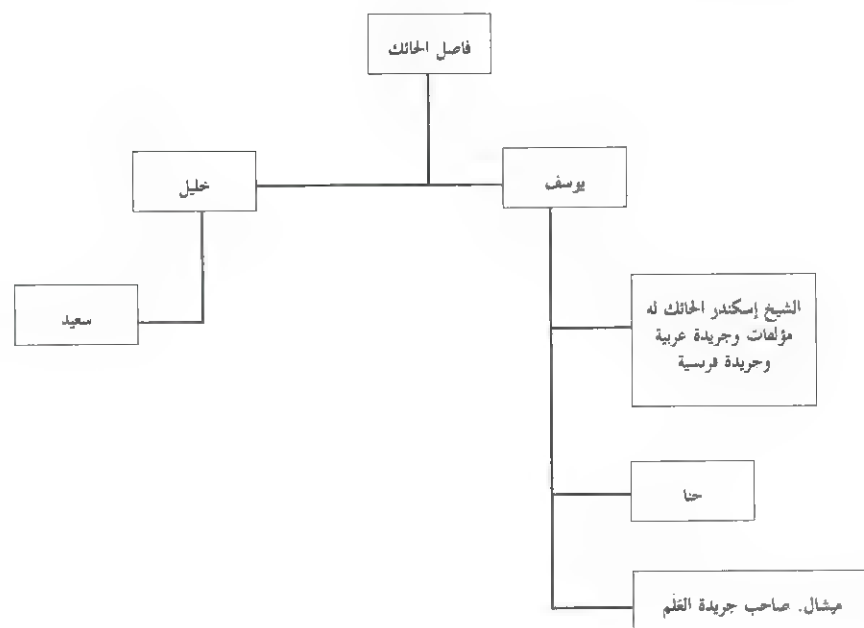 فاصل الحائك
يوسف
خليل
سعيد
الشيخ إسكندر الحائك له
مؤلفات وجريدة عربية
وجريدة فرنسية
حنا
ميشال. صاحب جريدة العَلَم